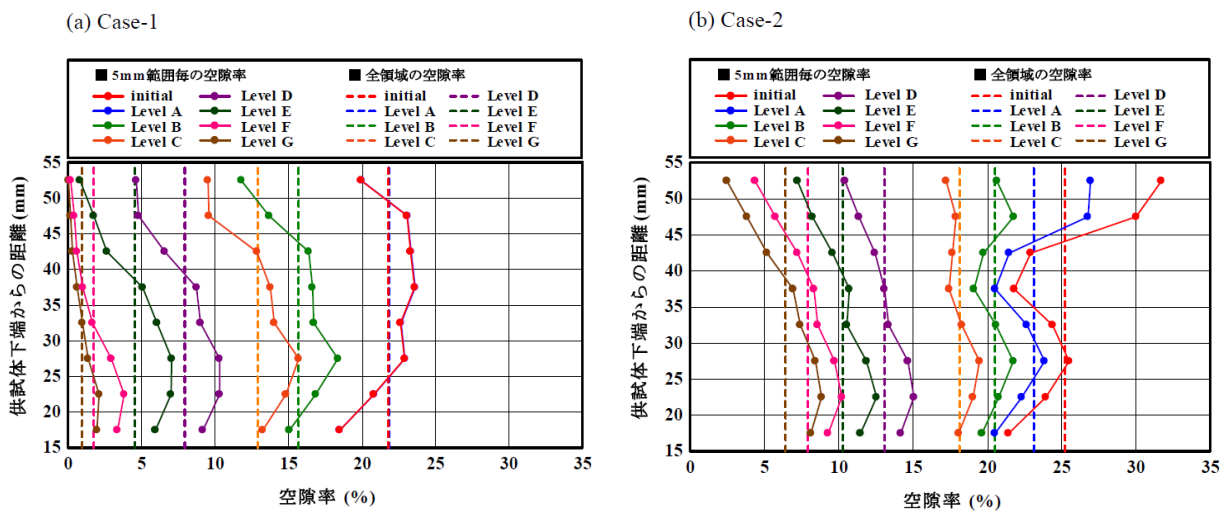 (a) Case-1
■ 5mm範囲毎の空隙率 ■ 全領域の空隙率
initial Level D initial Level D
Level A Level E Level A Level E
Level B Level F Level B Level F
Level C Level G Level C Level G
55
50
45
40
35
30
25
20
15
供試体下端からの距離 (mm)
0 5 10 15 20 25 30 35
空隙率 (%)
(b) Case-2
■ 5mm範囲毎の空隙率 ■ 全領域の空隙率
initial Level D initial Level D
Level A Level E Level A Level E
Level B Level F Level B Level F
Level C Level G Level C Level G
55
50
45
40
35
30
25
20
15
供試体下端からの距離 (mm)
0 5 10 15 20 25 30 35
空隙率 (%)